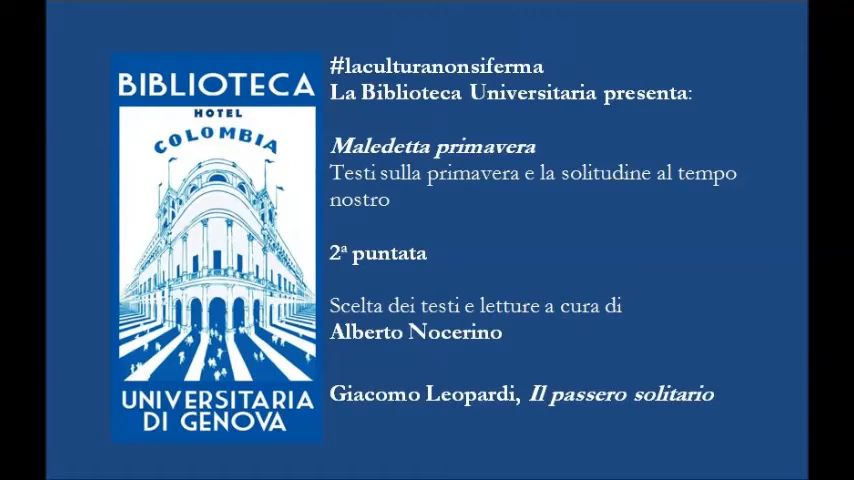 BIBLIOTECA
HOTEL
COLOMBIA
UNIVERSITARIA
DI GENOVA
#laculturanonsiferma
La Biblioteca Universitaria presenta:
Maledetta primavera
Testi sulla primavera e la solitudine al tempo
nostro
2ª puntata
Scelta dei testi e letture a cura di
Alberto Nocerino
Giacomo Leopardi, Il passero solitario